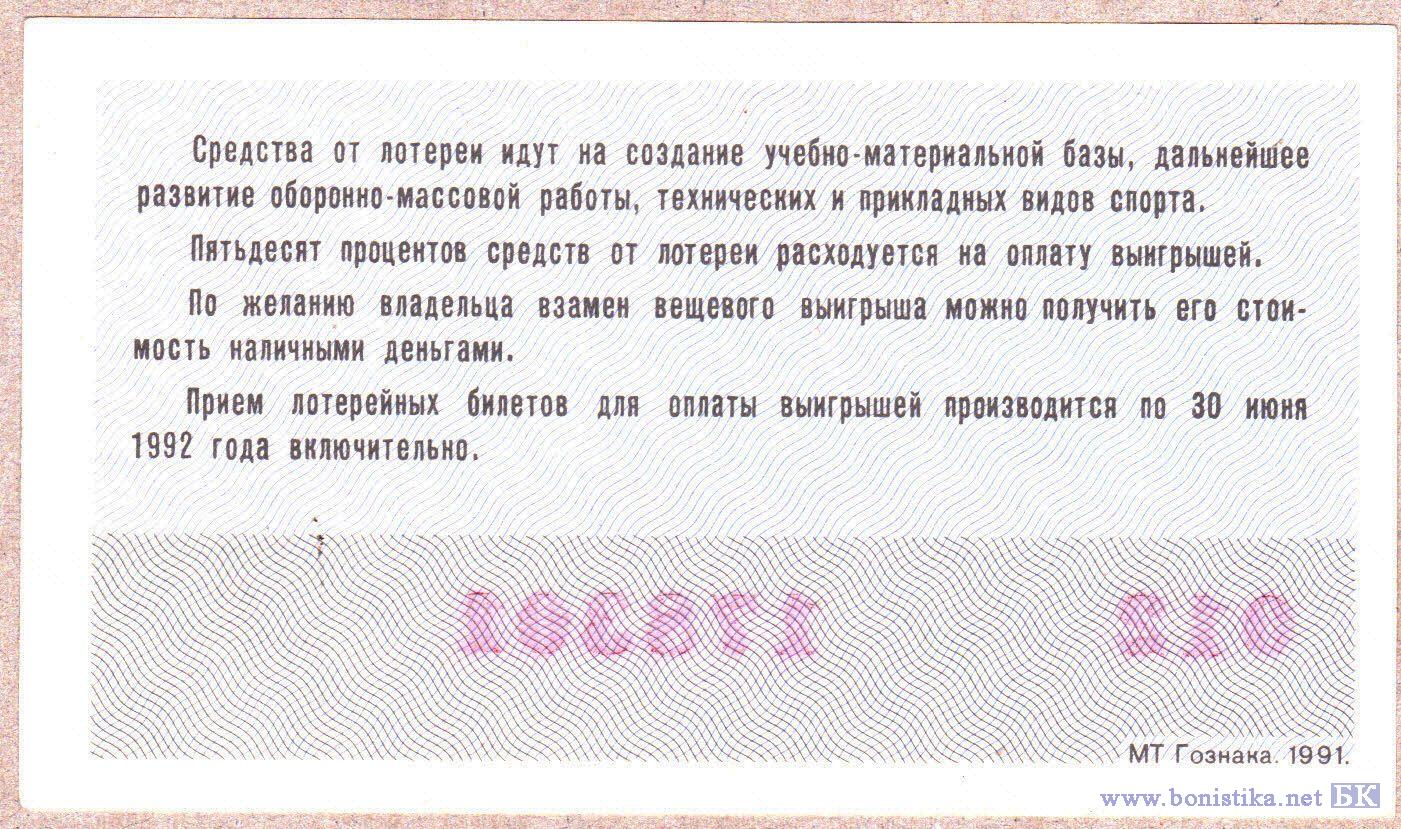 Средства от лотереи идут на создание учебно-материальной базы, дальнейшее
развитие оборонно-массовой работы, технических и прикладных видов спорта.
Пятьдесят процентов средств от лотереи расходуется на оплату выигрышей.
По желанию владельца взамен вещевого выигрыша можно получить его стои-
мость наличными деньгами.
Прием лотерейных билетов для оплаты выигрышей производится по 30 июня
1992 года включительно.
МТ Гознака. 1991.
www.bonistika.net БК